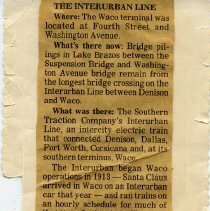 THE INTERURBAN LINE
Where: The Waco terminal was
located at Fourth Street and
Washington Avenue.
What's there now: Bridge pil-
ings in Lake Brazos between the
Suspension Bridge and Washing-
ton Avenue bridge remain from the
longest bridge crossing on the
Interurban Line between Denison
and Waco.
What was there: The Southern
Traction Company's Interurban
Line, an intercity electric train
that connected Denison, Dallas,
Fort Worth, Corsicana and, at its
southern terminus, Waco.
The Interurban began Waco
operations in 1913 — Santa Claus
arrived in Waco on an Interurban
car that year — and ran trains on
an hourly schedule for much of